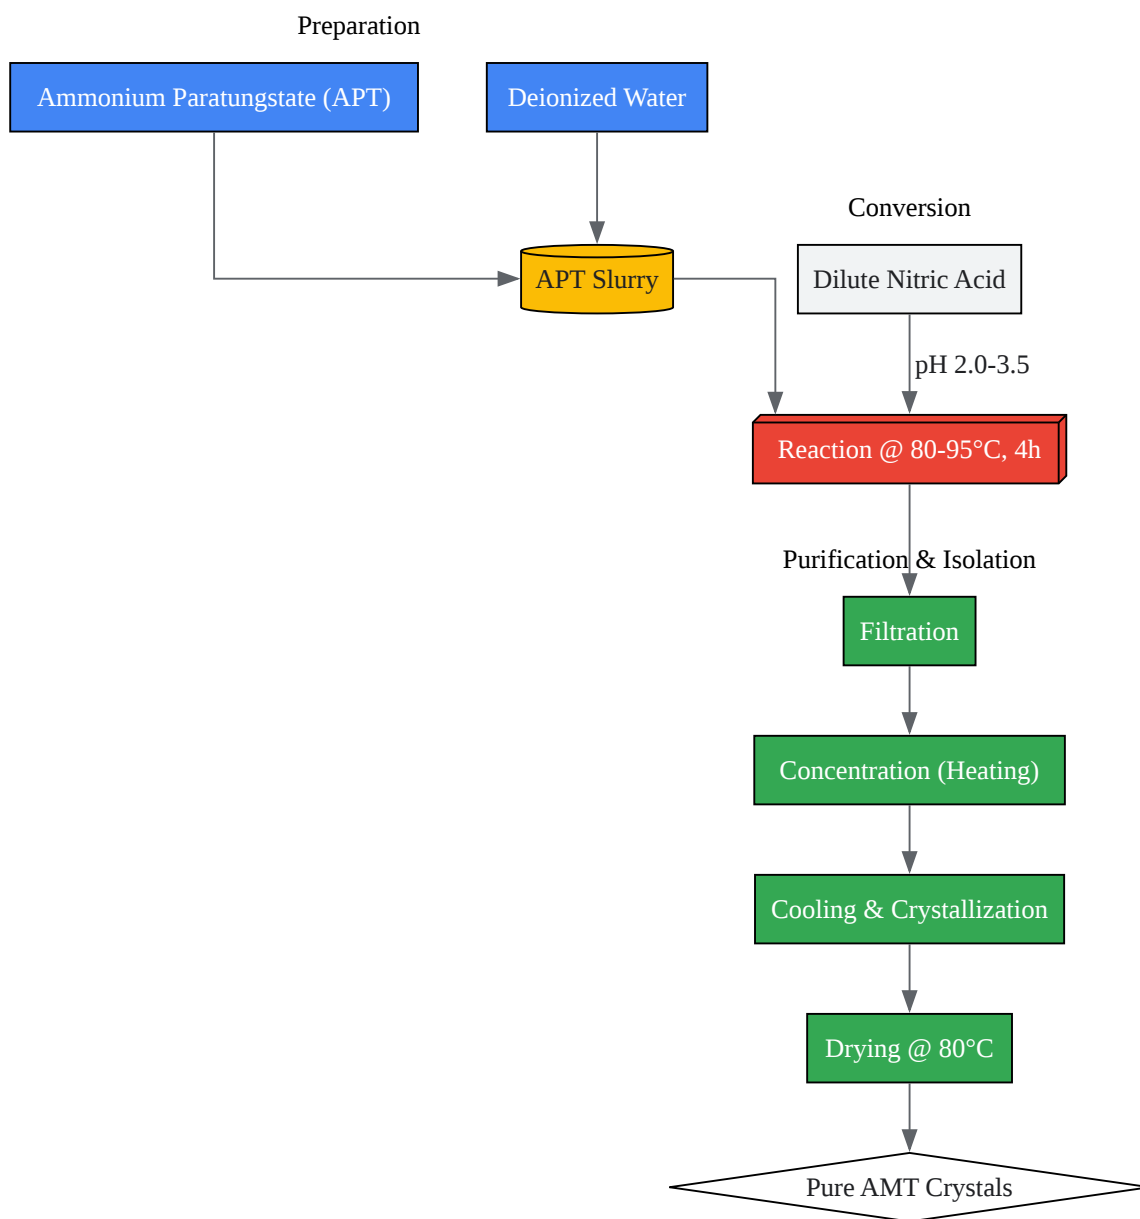 Preparation
Ammonium Paratungstate (APT)
Deionized Water
Conversion
APT Slurry
Dilute Nitric Acid
pH 2.0-3.5
Reaction @ 80-95°C, 4h
Purification & Isolation
Filtration
Concentration (Heating)
Cooling & Crystallization
Drying @ 80°C
Pure AMT Crystals